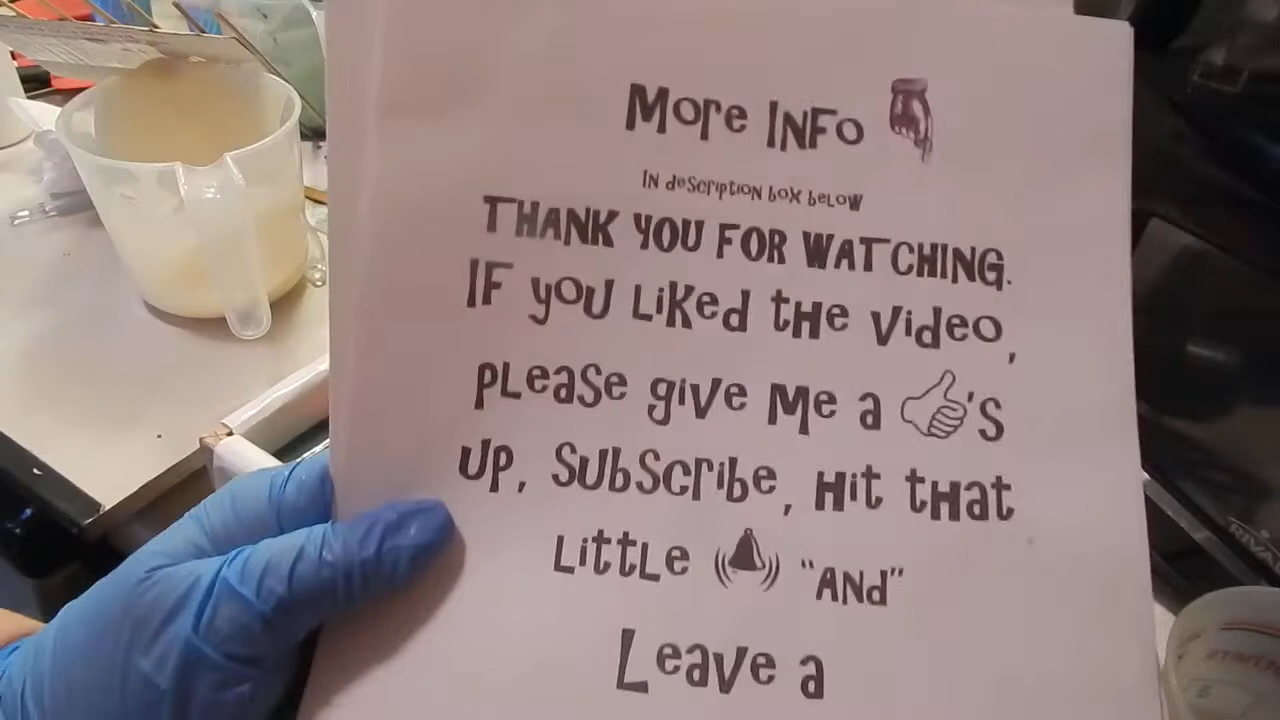 More INFo
IN description box below
THANK YOU FOR WATCHING.
IF you Liked the video,
please give Me a 's
up, Subscribe, Hit tHat
Little "ANd"
Leave a